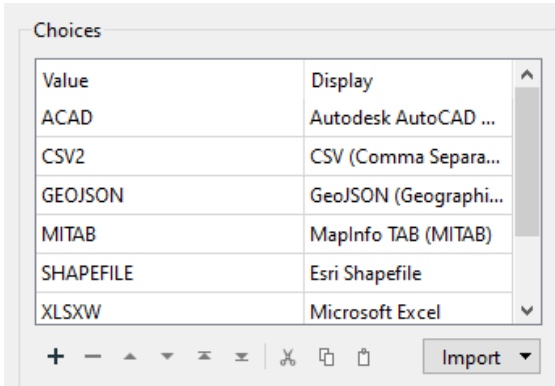 Choices
Value Display
ACAD Autodesk AutoCAD ...
CSV2 CSV (Comma Separa...
GEOJSON GeoJSON (Geographi...
MITAB MapInfo TAB (MITAB)
SHAPEFILE Esri Shapefile
XLSXW Microsoft Excel
Import